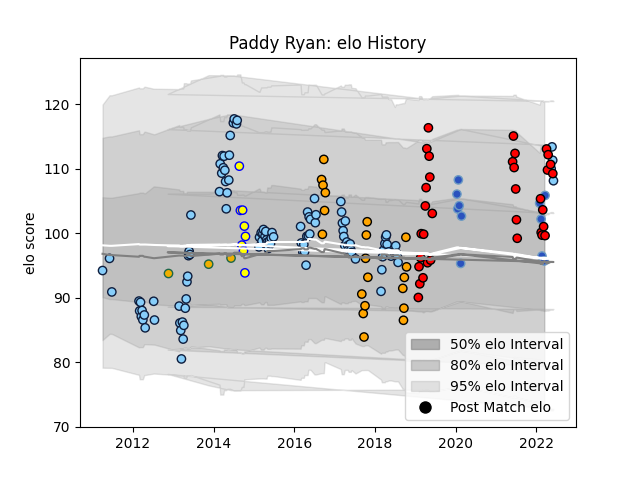 Paddy Ryan: elo History
elo score
120
110
100
90
80
70
2012
2014
2016
2018
2020
2022
50% elo Interval
80% elo Interval
95% elo Interval
Post Match elo